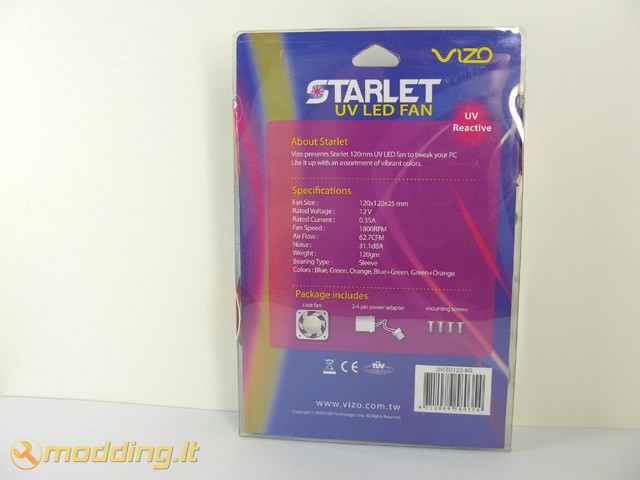 VIZO
STARLET
UV LED FAN
UV
Reactive
About Starlet
Vizo presents Starlet 120mm UV LED fan to tweak your PC
Lite it up with an assortment of vibrant colors.
Specifications
Fan Size : 120x120x25 mm
Rated Voltage : 12V
Rated Current : 0.35A
Fan Speed : 1800RPM
Air Flow : 62.7CFM
Noise : 31.1dBA
Weight : 120gm
Bearing Type : Sleeve
Colors : Blue, Green, Orange, Blue+Green, Green+Orange
Package includes
case fan
3-4 pin power adapter
mounting screws
CE
TÜV
UVLED120-BG
www.vizo.com.tw
modding.lt